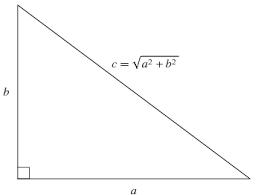 c = √a² + b²
b
a